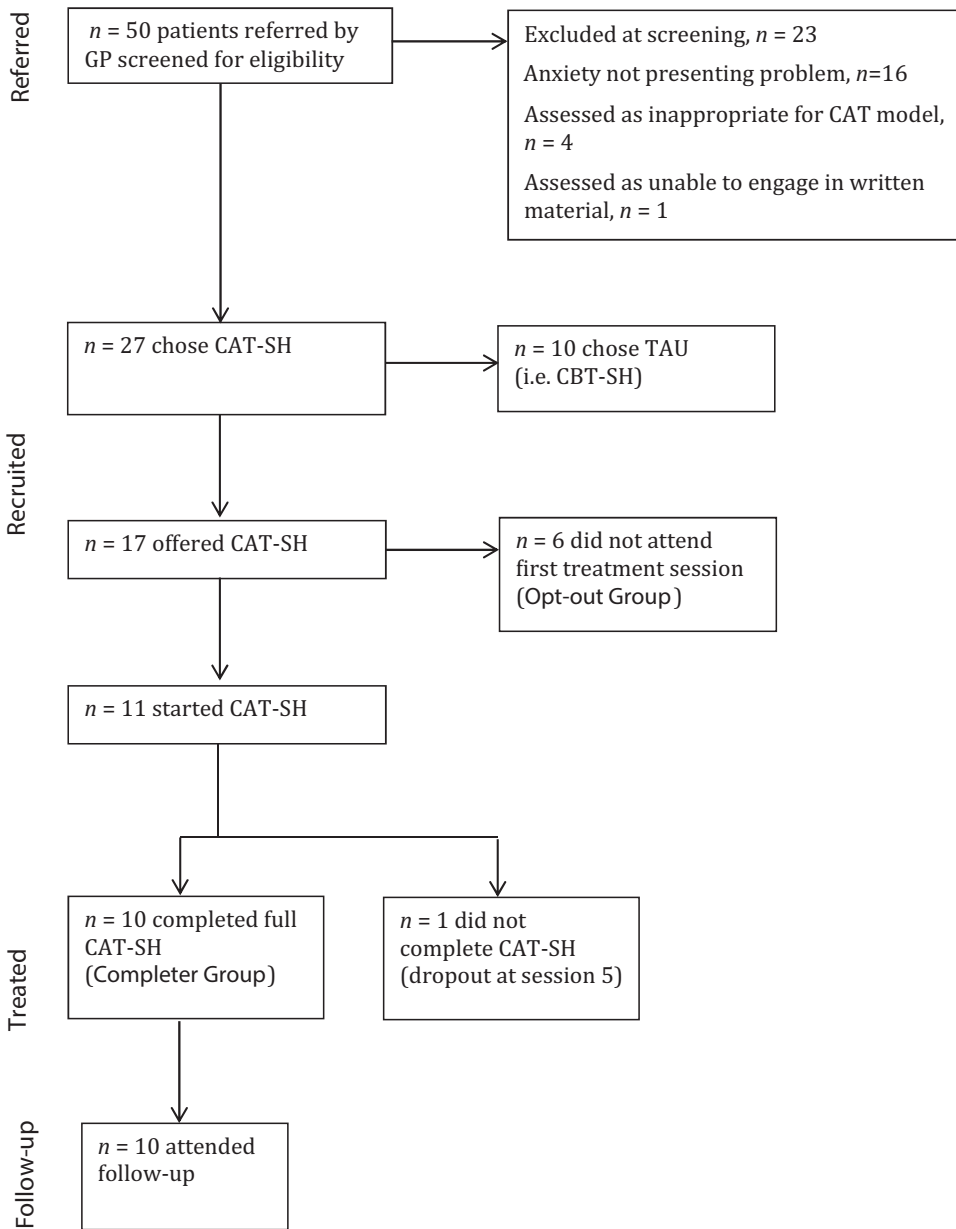 Referred
n = 50 patients referred by
GP screened for eligibility
Excluded at screening, n = 23
Anxiety not presenting problem, n=16
Assessed as inappropriate for CAT model,
n = 4
Assessed as unable to engage in written
material, n = 1
Recruited
n = 27 chose CAT-SH
n = 10 chose TAU
(i.e. CBT-SH)
n = 17 offered CAT-SH
n = 6 did not attend
first treatment session
(Opt-out Group)
n = 11 started CAT-SH
Treated
n = 10 completed full
CAT-SH
(Completer Group)
n = 1 did not
complete CAT-SH
(dropout at session 5)
Follow-up
n = 10 attended
follow-up